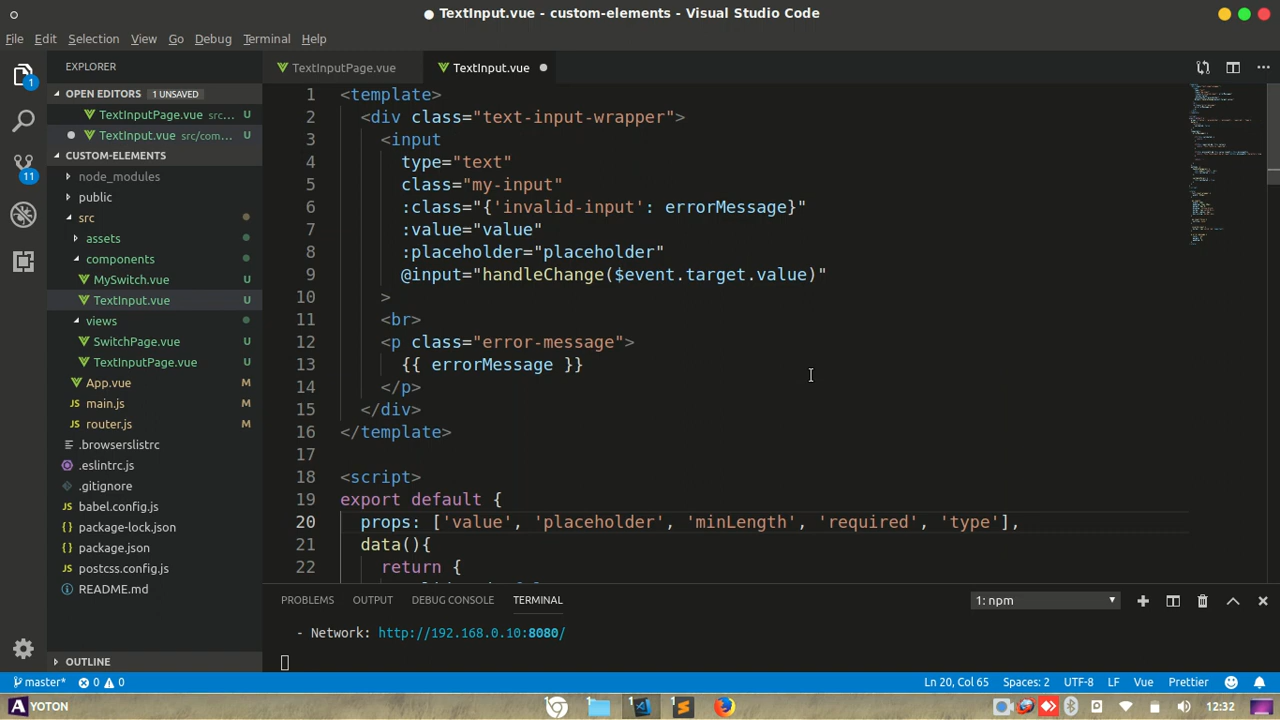 TextInput.vue - custom-elements - Visual Studio Code
File Edit Selection View Go Debug Terminal Help
EXPLORER
TextInputPage.vue
TextInput.vue
OPEN EDITORS 1 UNSAVED
TextInputPage.vue src... U
TextInput.vue src/com... U
CUSTOM-ELEMENTS
node_modules
public
src
assets
components
MySwitch.vue U
TextInput.vue U
views
SwitchPage.vue U
TextInputPage.vue U
App.vue M
main.js M
router.js M
.browserslistrc
.eslintrc.js
.gitignore
babel.config.js
package-lock.json
package.json
postcss.config.js
README.md
OUTLINE
1
11
1 <template>
2 <div class="text-input-wrapper">
3 <input
4 type="text"
5 class="my-input"
6 :class="{'invalid-input': errorMessage}"
7 :value="value"
8 :placeholder="placeholder"
9 @input="handleChange($event.target.value)"
10 >
11 <br>
12 <p class="error-message">
13 {{ errorMessage }}
14 </p>
15 </div>
16 </template>
17
18 <script>
19 export default {
20 props: ['value', 'placeholder', 'minLength', 'required', 'type'],
21 data(){
22 return {
PROBLEMS OUTPUT DEBUG CONSOLE TERMINAL 1: npm
- Network: http://192.168.0.10:8080/
master* 0 0 Ln 20, Col 65 Spaces: 2 UTF-8 LF Vue Prettier
YOTON 12:32